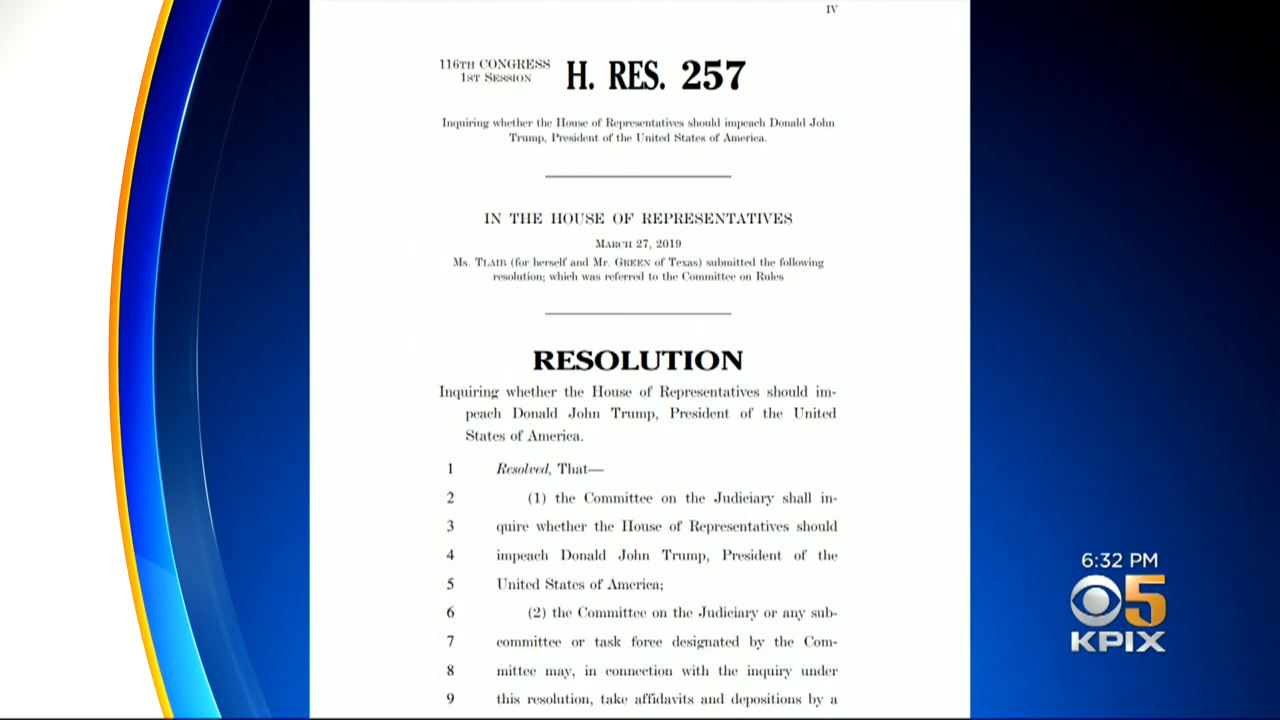 IV
116TH CONGRESS
1ST SESSION
H. RES. 257
Inquiring whether the House of Representatives should impeach Donald John
Trump, President of the United States of America.
IN THE HOUSE OF REPRESENTATIVES
MARCH 27, 2019
Ms. TLAIB (for herself and Mr. GREEN of Texas) submitted the following
resolution; which was referred to the Committee on Rules
RESOLUTION
Inquiring whether the House of Representatives should im-
peach Donald John Trump, President of the United
States of America.
1 Resolved, That—
2 (1) the Committee on the Judiciary shall in-
3 quire whether the House of Representatives should
4 impeach Donald John Trump, President of the
5 United States of America;
6 (2) the Committee on the Judiciary or any sub-
7 committee or task force designated by the Com-
8 mittee may, in connection with the inquiry under
9 this resolution, take affidavits and depositions by a
6:32 PM
5
KPIX